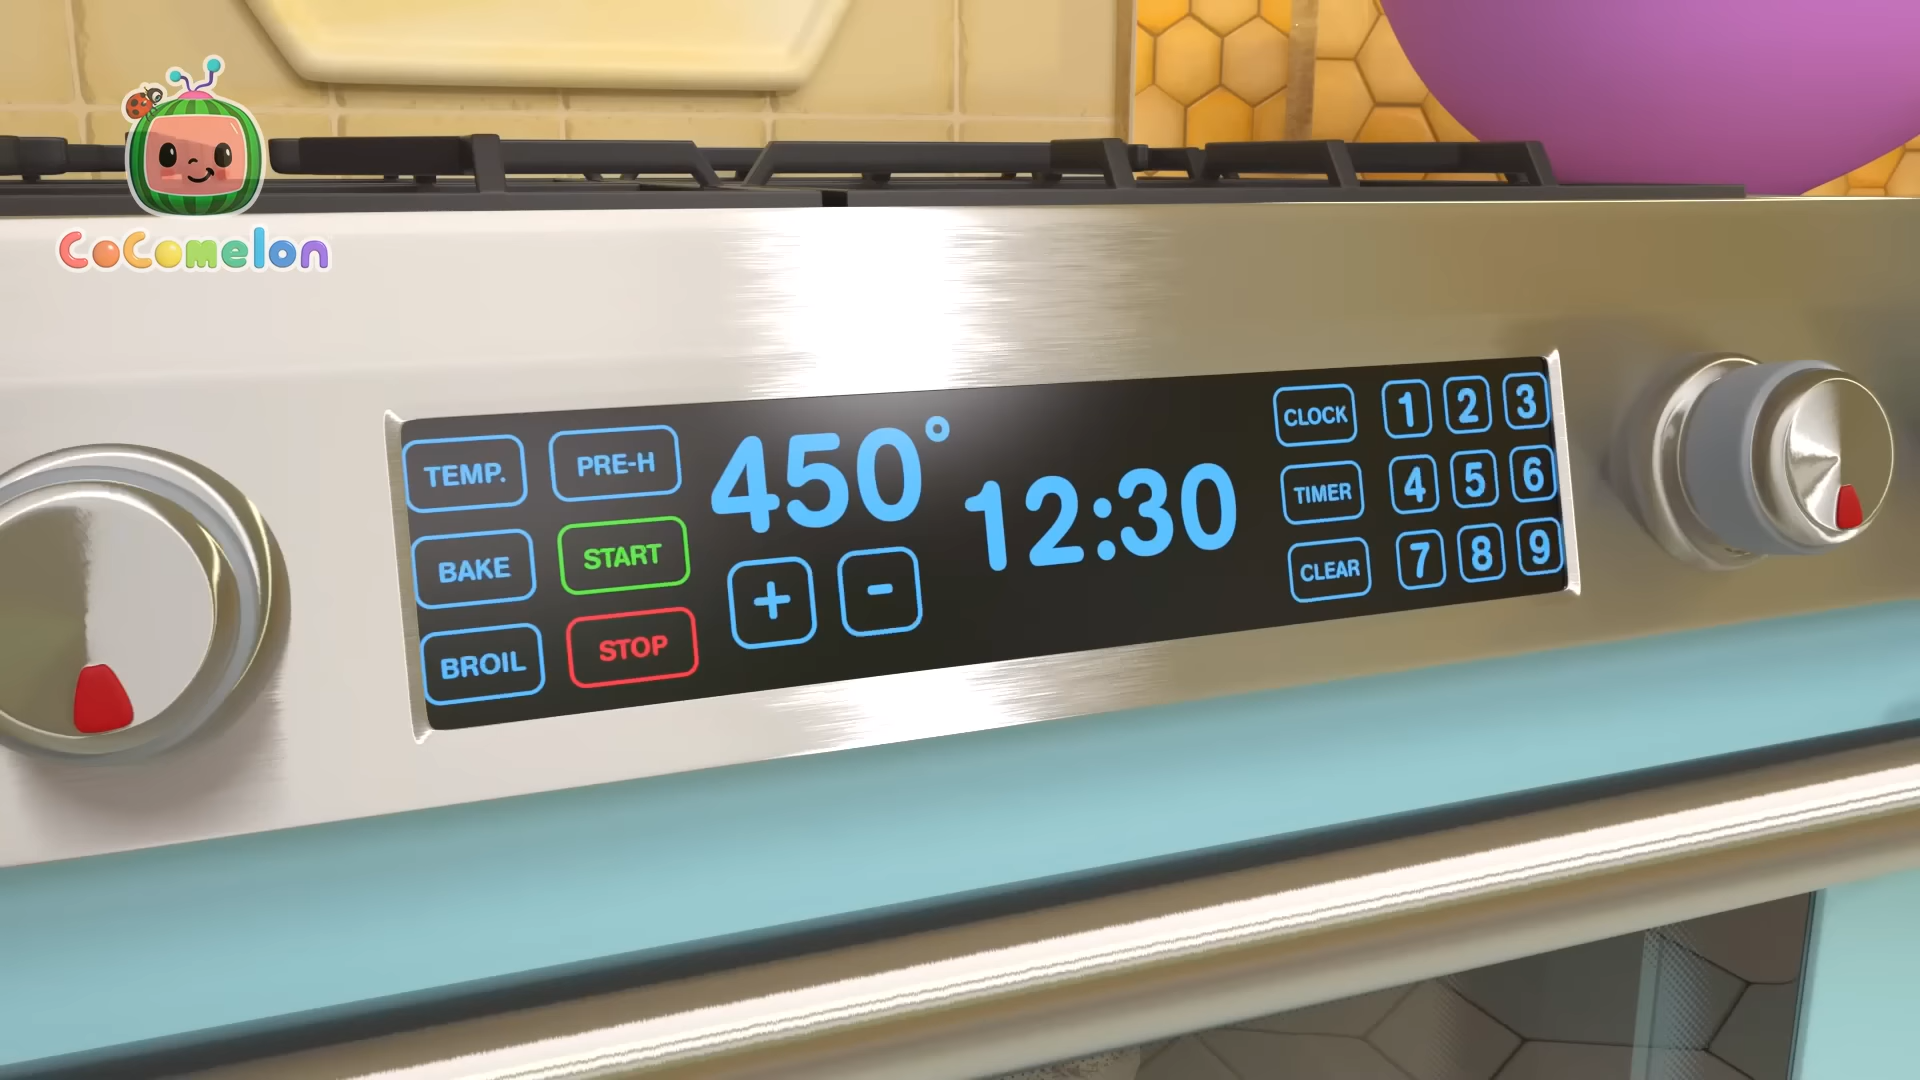 CoComelon
TEMP. PRE-H 450° 12:30 CLOCK 1 2 3
BAKE START + - TIMER 4 5 6
BROIL STOP CLEAR 7 8 9